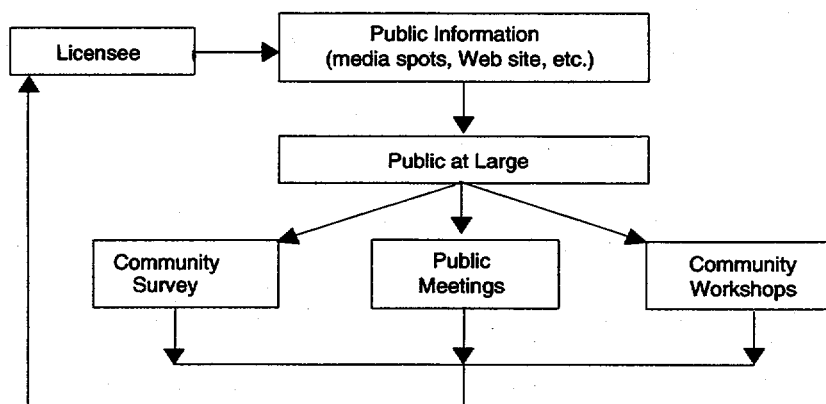 Licensee
Public Information
(media spots, Web site, etc.)
Public at Large
Community
Survey
Public
Meetings
Community
Workshops